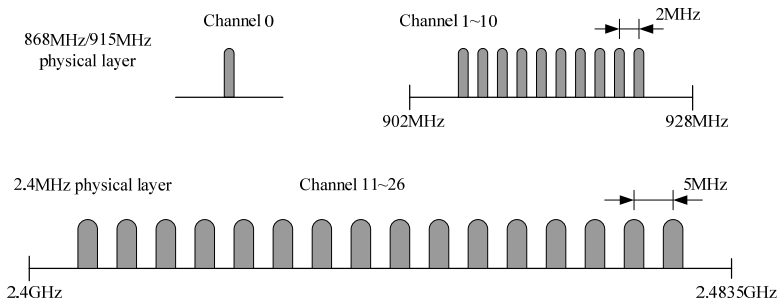 Channel 0
Channel 1~10
2MHz
868MHz/915MHz
physical layer
902MHz
928MHz
2.4MHz physical layer
Channel 11~26
5MHz
2.4GHz
2.4835GHz